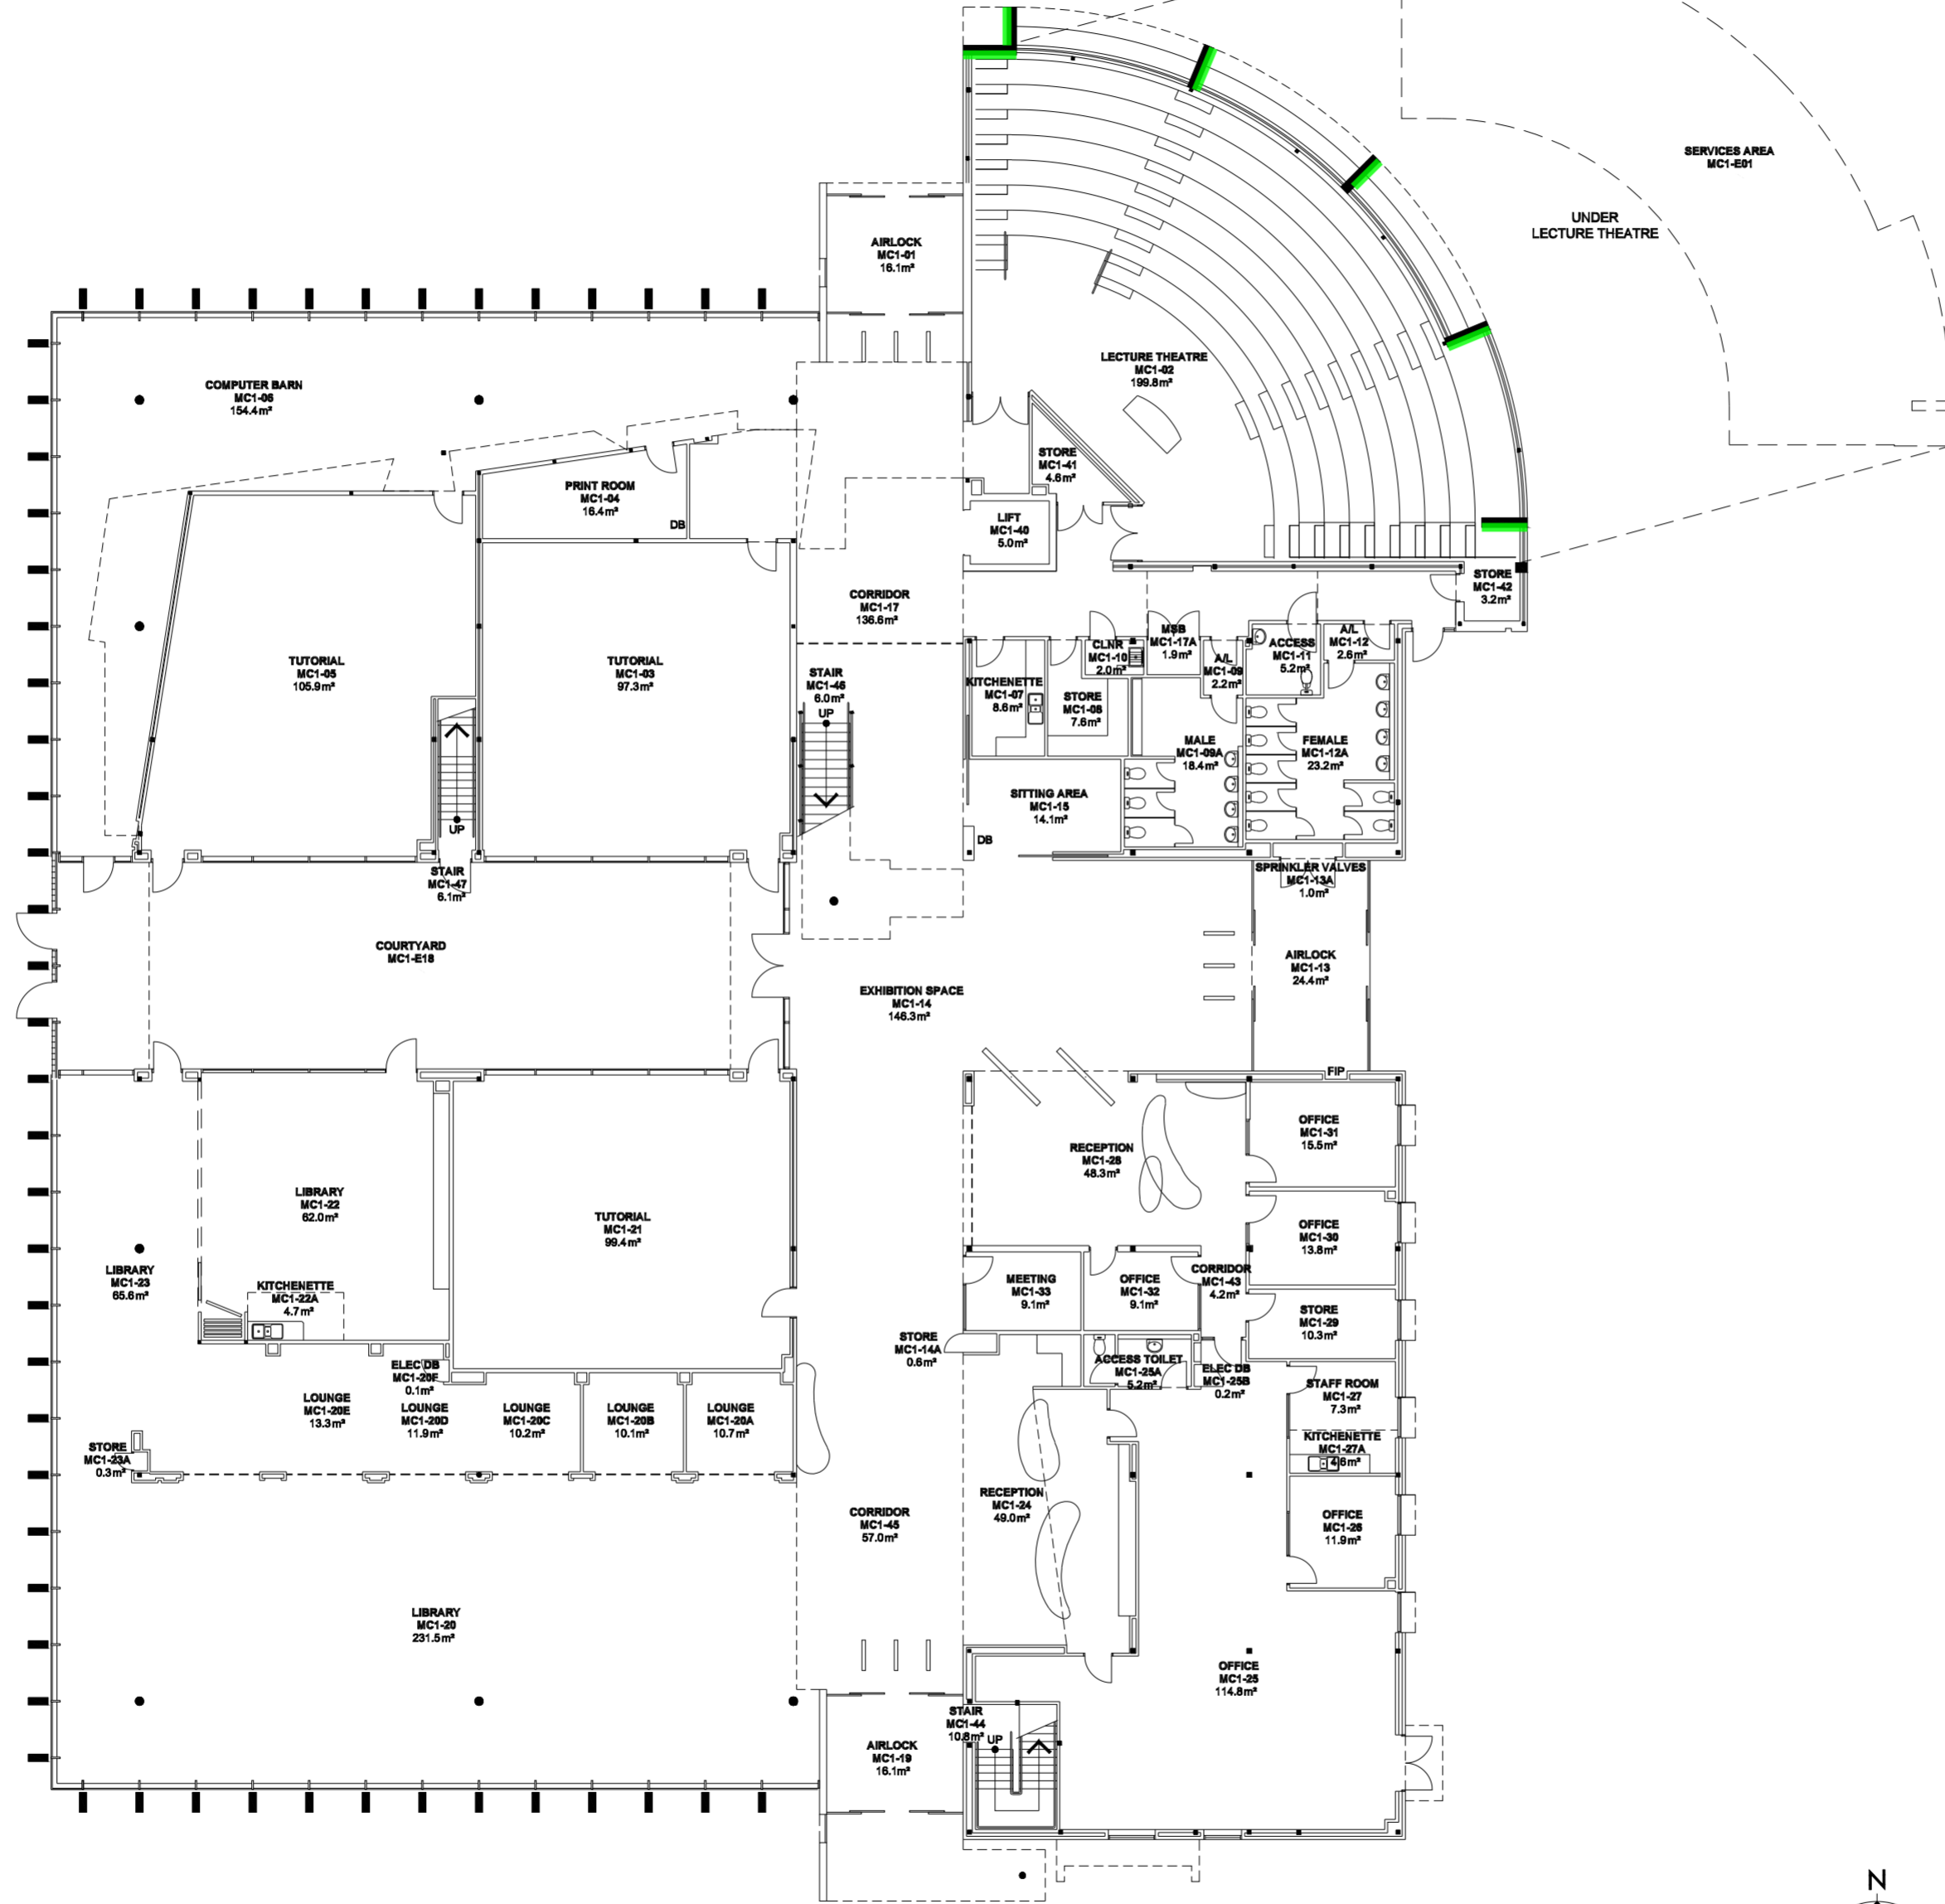 SERVICES AREA
MC1-E01
UNDER
LECTURE THEATRE
AIRLOCK
MC1-01
16.1m²
LECTURE THEATRE
MC1-02
199.8m²
COMPUTER BARN
MC1-06
154.4m²
STORE
MC1-41
4.6m²
PRINT ROOM
MC1-04
16.4m²
DB
LIFT
MC1-40
5.0m²
STORE
MC1-42
3.2m²
CORRIDOR
MC1-17
136.6m²
TUTORIAL
MC1-05
105.9m²
TUTORIAL
MC1-03
97.3m²
STAIR
MC1-46
6.0m²
UP
CLNR
MC1-10
2.0m²
MSB
MC1-17A
1.9m²
A/L
MC1-09
2.2m²
ACCESS
MC1-11
5.2m²
A/L
MC1-12
2.6m²
KITCHENETTE
MC1-07
8.6m²
STORE
MC1-08
7.6m²
MALE
MC1-09A
18.4m²
FEMALE
MC1-12A
23.2m²
SITTING AREA
MC1-15
14.1m²
DB
UP
STAIR
MC1-47
6.1m²
SPRINKLER VALVES
MC1-13A
1.0m²
COURTYARD
MC1-E18
AIRLOCK
MC1-13
24.4m²
EXHIBITION SPACE
MC1-14
146.3m²
FIP
OFFICE
MC1-31
15.5m²
RECEPTION
MC1-28
48.3m²
LIBRARY
MC1-22
62.0m²
TUTORIAL
MC1-21
99.4m²
OFFICE
MC1-30
13.8m²
LIBRARY
MC1-23
65.6m²
KITCHENETTE
MC1-22A
4.7m²
MEETING
MC1-33
9.1m²
OFFICE
MC1-32
9.1m²
CORRIDOR
MC1-43
4.2m²
STORE
MC1-29
10.3m²
STORE
MC1-14A
0.6m²
ACCESS TOILET
MC1-25A
5.2m²
ELEC DB
MC1-25B
0.2m²
ELEC DB
MC1-20F
0.1m²
STAFF ROOM
MC1-27
7.3m²
LOUNGE
MC1-20E
13.3m²
LOUNGE
MC1-20D
11.9m²
LOUNGE
MC1-20C
10.2m²
LOUNGE
MC1-20B
10.1m²
LOUNGE
MC1-20A
10.7m²
KITCHENETTE
MC1-27A
4.6m²
STORE
MC1-23A
0.3m²
RECEPTION
MC1-24
49.0m²
CORRIDOR
MC1-45
57.0m²
OFFICE
MC1-26
11.9m²
LIBRARY
MC1-20
231.5m²
OFFICE
MC1-25
114.8m²
STAIR
MC1-44
10.8m²
UP
AIRLOCK
MC1-19
16.1m²
N